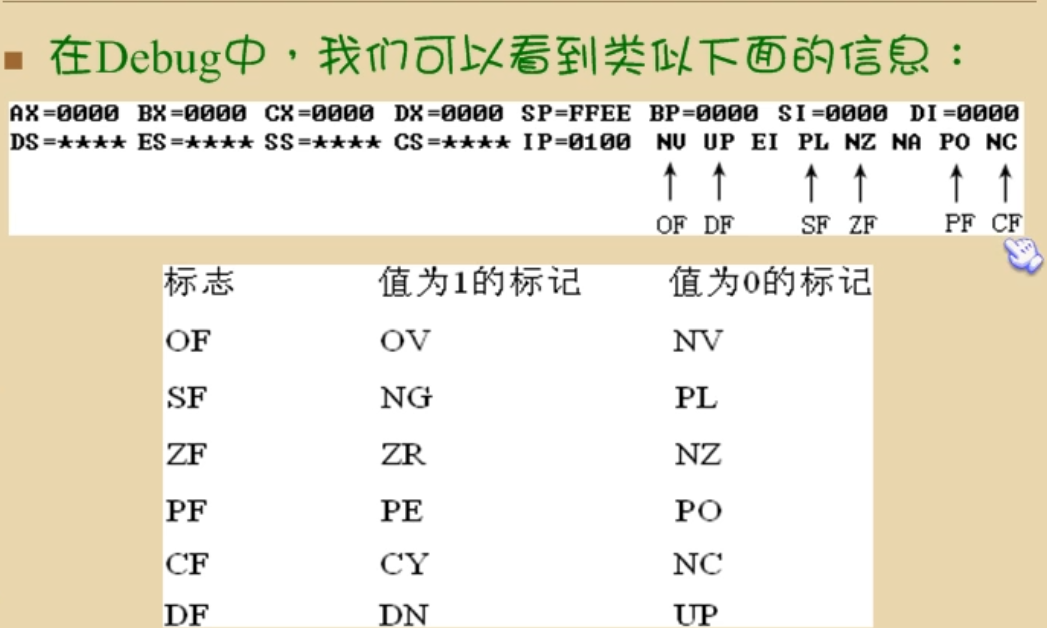 在Debug中，我们可以看到类似下面的信息：
AX=0000 BX=0000 CX=0000 DX=0000 SP=FFEE BP=0000 SI=0000 DI=0000
DS=**** ES=**** SS=**** CS=**** IP=0100 NV UP EI PL NZ NA PO NC
OF DF SF ZF PF CF
标志 值为1的标记 值为0的标记
OF OV NV
SF NG PL
ZF ZR NZ
PF PE PO
CF CY NC
DF DN UP